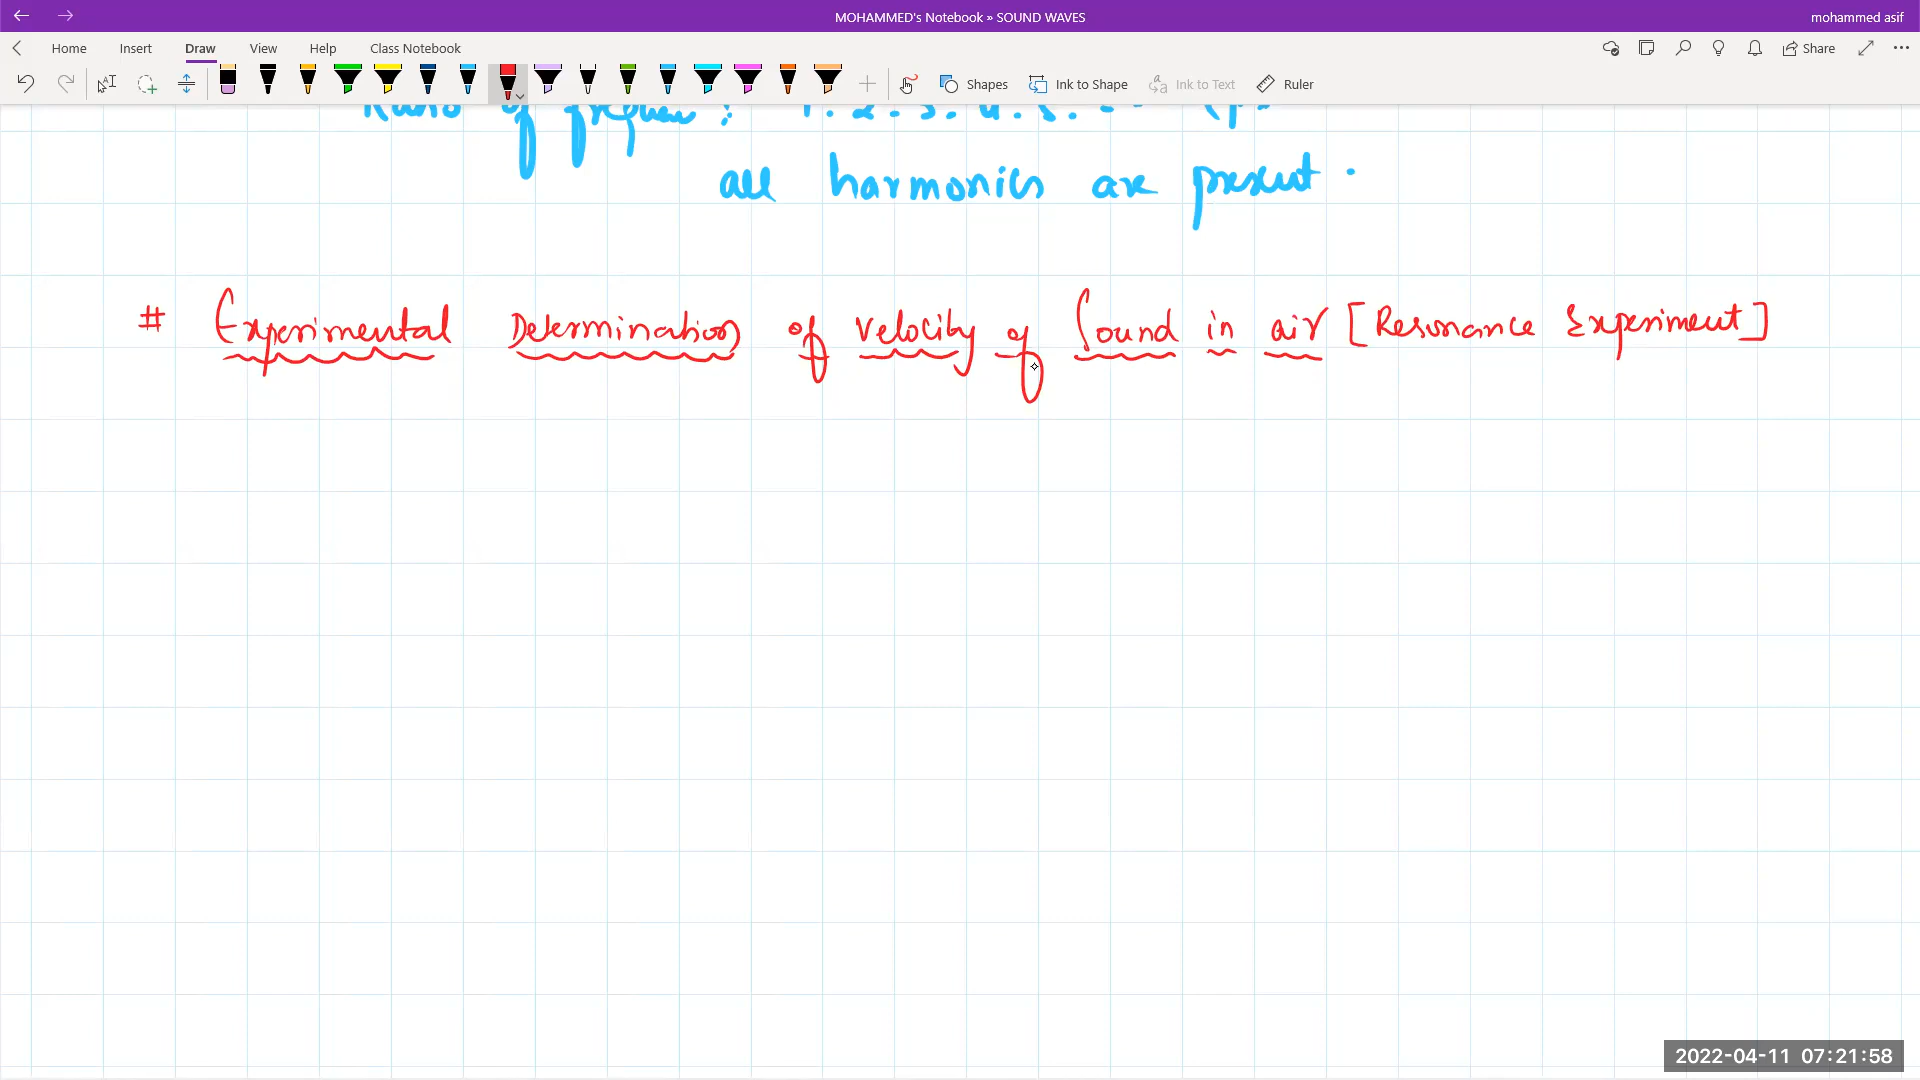 MOHAMMED's Notebook » SOUND WAVES
mohammed asif
Home Insert Draw View Help Class Notebook
Share
Shapes Ink to Shape Ink to Text Ruler
of
all harmonics are present .
# Experimental Determination of velocity of Sound in air [Resonance Experiment]
2022-04-11 07:21:58